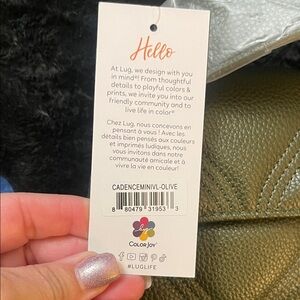 Hello
At Lug, we design with you
in mind®! From thoughtful
details to playful colors &
prints, we invite you into our
friendly community and to
live life in color®
Chez Lug, nous concevons en
pensant à vous ! Avec les
détails bien pensés aux couleurs
et imprimés ludiques, nous
vous invitons dans notre
communauté amicale et à
vivre la vie en couleur.
CADENCEMINIVL-OLIVE
8 80479 31953 3
Lug
COLOR JOY
#LUGLIFE